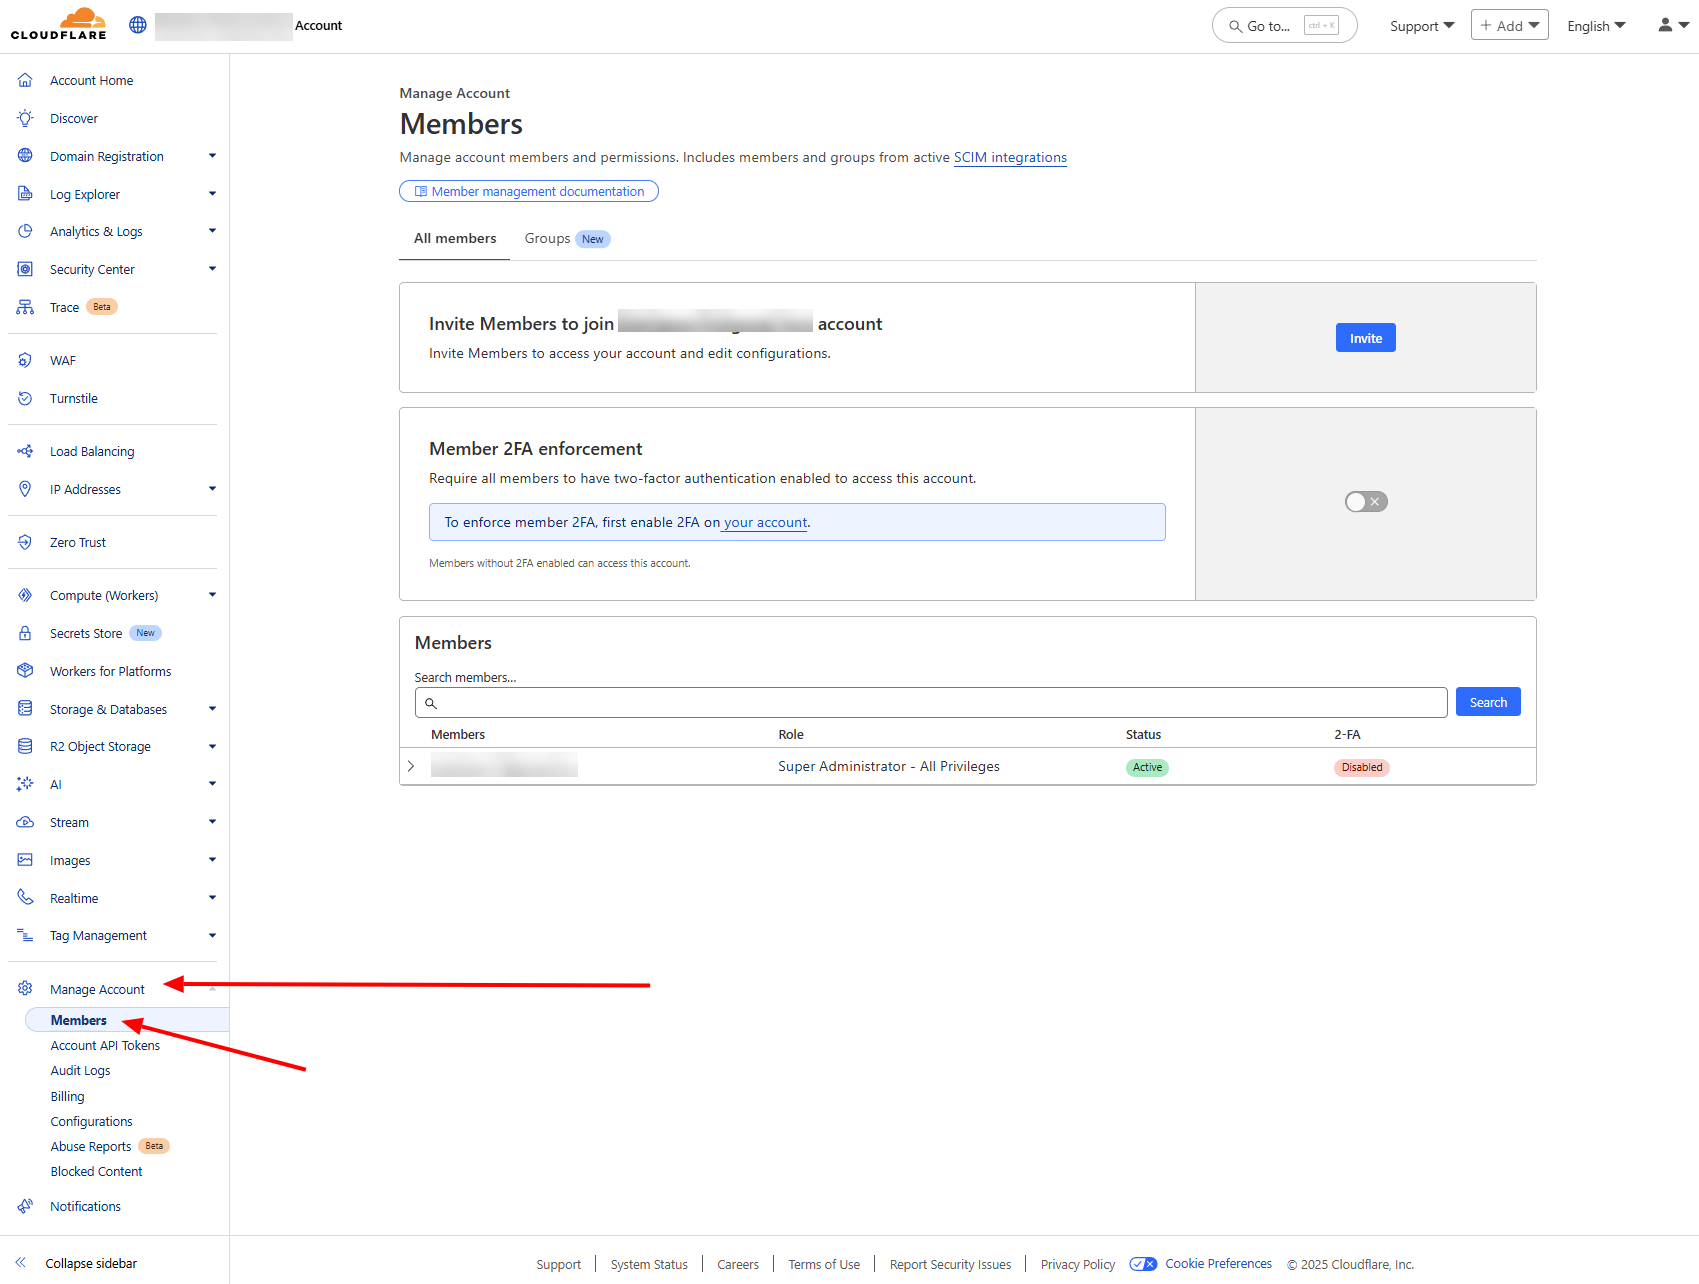 CLOUDFLARE
Account
Go to...
ctrl + K
Support
+ Add
English
Account Home
Discover
Domain Registration
Log Explorer
Analytics & Logs
Security Center
Trace Beta
WAF
Turnstile
Load Balancing
IP Addresses
Zero Trust
Compute (Workers)
Secrets Store New
Workers for Platforms
Storage & Databases
R2 Object Storage
AI
Stream
Images
Realtime
Tag Management
Manage Account
Members
Account API Tokens
Audit Logs
Billing
Configurations
Abuse Reports Beta
Blocked Content
Notifications
Collapse sidebar
Manage Account
Members
Manage account members and permissions. Includes members and groups from active SCIM integrations
Member management documentation
All members
Groups New
Invite Members to join account
Invite Members to access your account and edit configurations.
Invite
Member 2FA enforcement
Require all members to have two-factor authentication enabled to access this account.
To enforce member 2FA, first enable 2FA on your account.
Members without 2FA enabled can access this account.
Members
Search members...
Search
Members Role Status 2-FA
Super Administrator - All Privileges Active Disabled
Support
System Status
Careers
Terms of Use
Report Security Issues
Privacy Policy
Cookie Preferences
© 2025 Cloudflare, Inc.